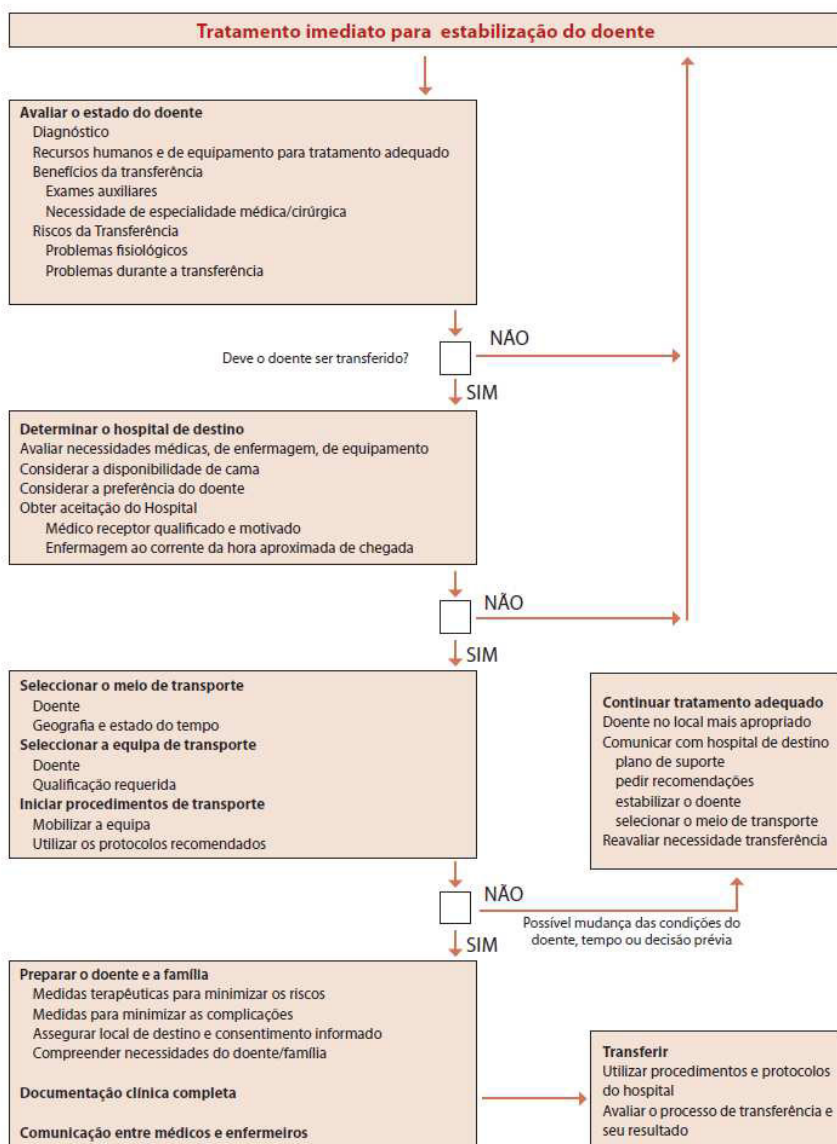 Tratamento imediato para estabilização do doente
Avaliar o estado do doente
Diagnóstico
Recursos humanos e de equipamento para tratamento adequado
Benefícios da transferência
Exames auxiliares
Necessidade de especialidade médica/cirúrgica
Riscos da Transferência
Problemas fisiológicos
Problemas durante a transferência
Deve o doente ser transferido?
NÃO
SIM
Determinar o hospital de destino
Avaliar necessidades médicas, de enfermagem, de equipamento
Considerar a disponibilidade de cama
Considerar a preferência do doente
Obter aceitação do Hospital
Médico receptor qualificado e motivado
Enfermagem ao corrente da hora aproximada de chegada
NÃO
SIM
Seleccionar o meio de transporte
Doente
Geografia e estado do tempo
Seleccionar a equipa de transporte
Doente
Qualificação requerida
Iniciar procedimentos de transporte
Mobilizar a equipa
Utilizar os protocolos recomendados
Continuar tratamento adequado
Doente no local mais apropriado
Comunicar com hospital de destino
plano de suporte
pedir recomendações
estabilizar o doente
selecionar o meio de transporte
Reavaliar necessidade transferência
NÃO
Possível mudança das condições do
doente, tempo ou decisão prévia
SIM
Preparar o doente e a família
Medidas terapêuticas para minimizar os riscos
Medidas para minimizar as complicações
Assegurar local de destino e consentimento informado
Compreender necessidades do doente/família
Documentação clínica completa
Comunicação entre médicos e enfermeiros
Transferir
Utilizar procedimentos e protocolos
do hospital
Avaliar o processo de transferência e
seu resultado